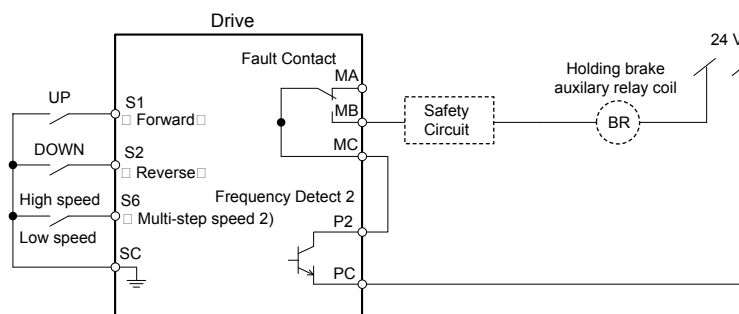 Drive
24 V
Fault Contact
MA
Holding brake
auxilary relay coil
UP
S1
□ Forward□
MB
Safety
Circuit
BR
DOWN
S2
□ Reverse□
MC
High speed
S6
□ Multi-step speed 2)
Low speed
Frequency Detect 2
P2
SC
PC